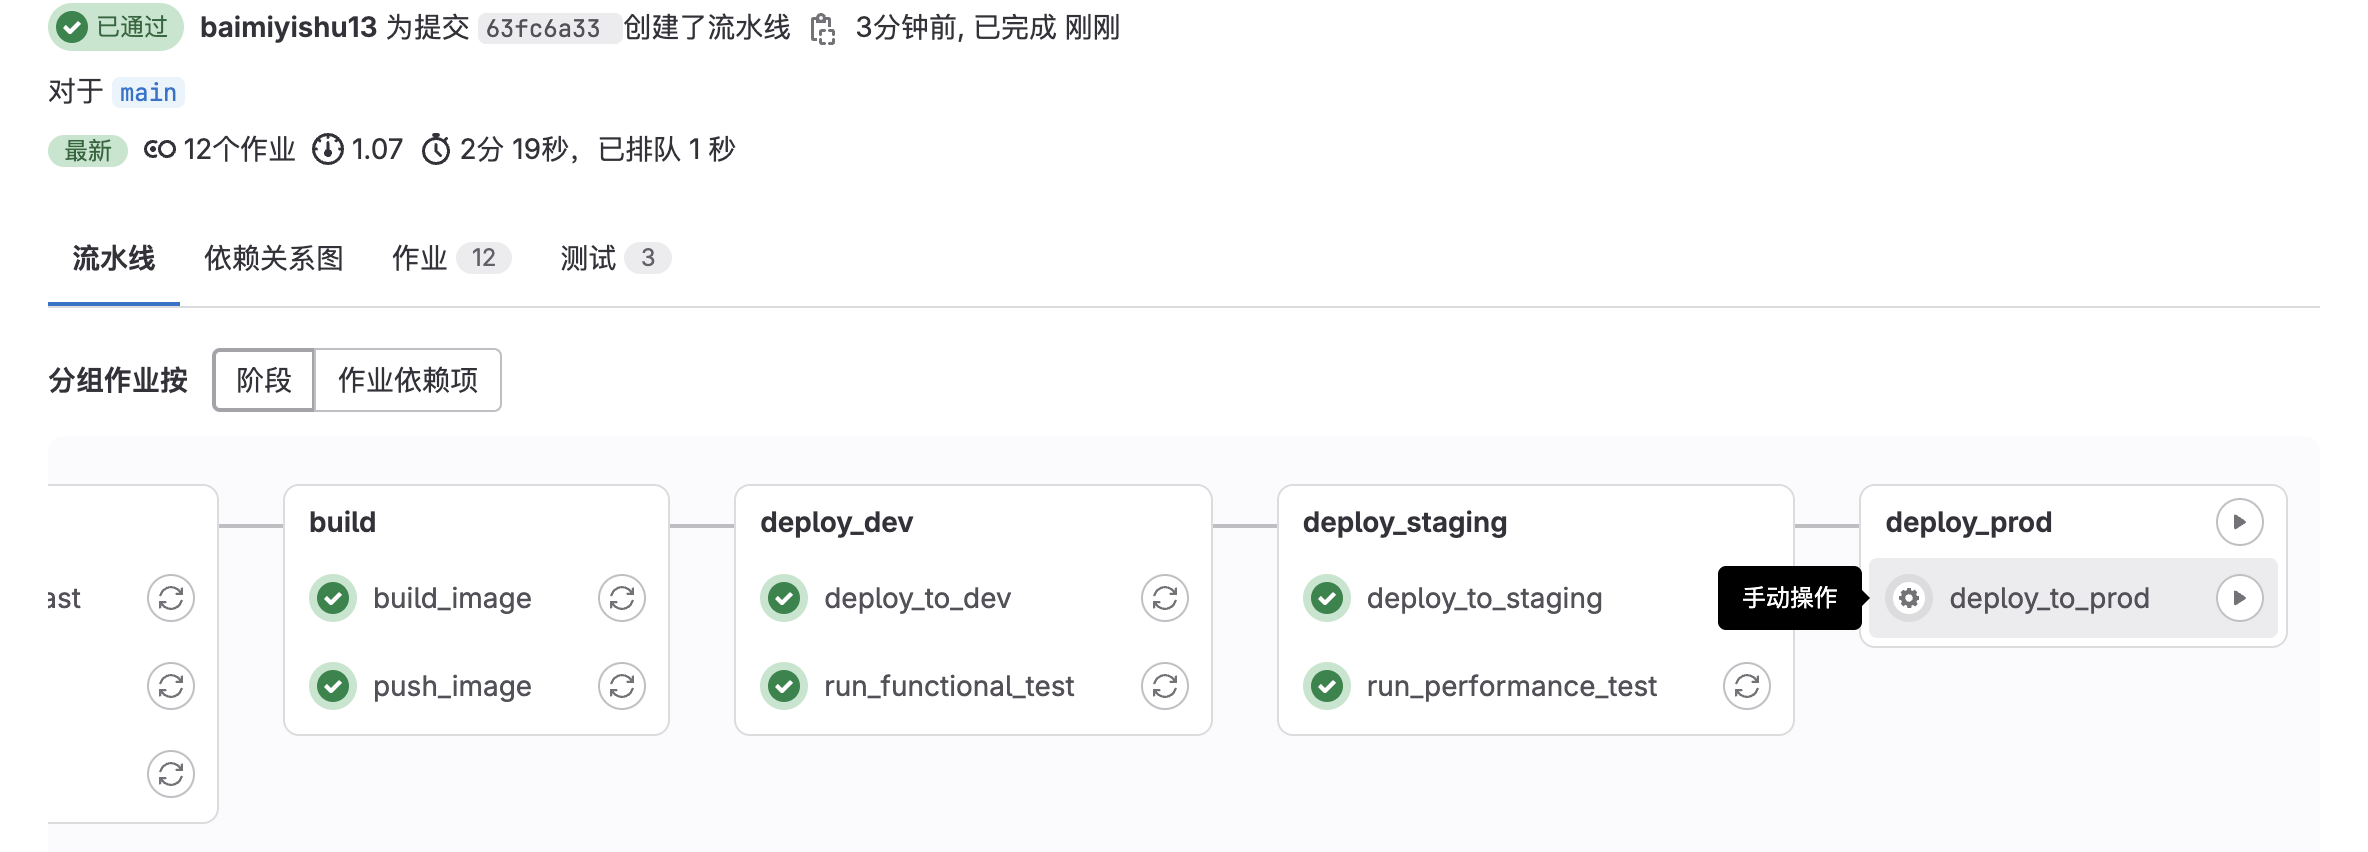 已通过 baimiyishu13 为提交 63fc6a33 创建了流水线 3分钟前, 已完成 刚刚
对于 main
最新 12个作业 1.07 2分 19秒，已排队 1 秒
流水线 依赖关系图 作业 12 测试 3
分组作业按 阶段 作业依赖项
build deploy_dev deploy_staging deploy_prod
ast build_image deploy_to_dev deploy_to_staging 手动操作 deploy_to_prod
push_image run_functional_test run_performance_test